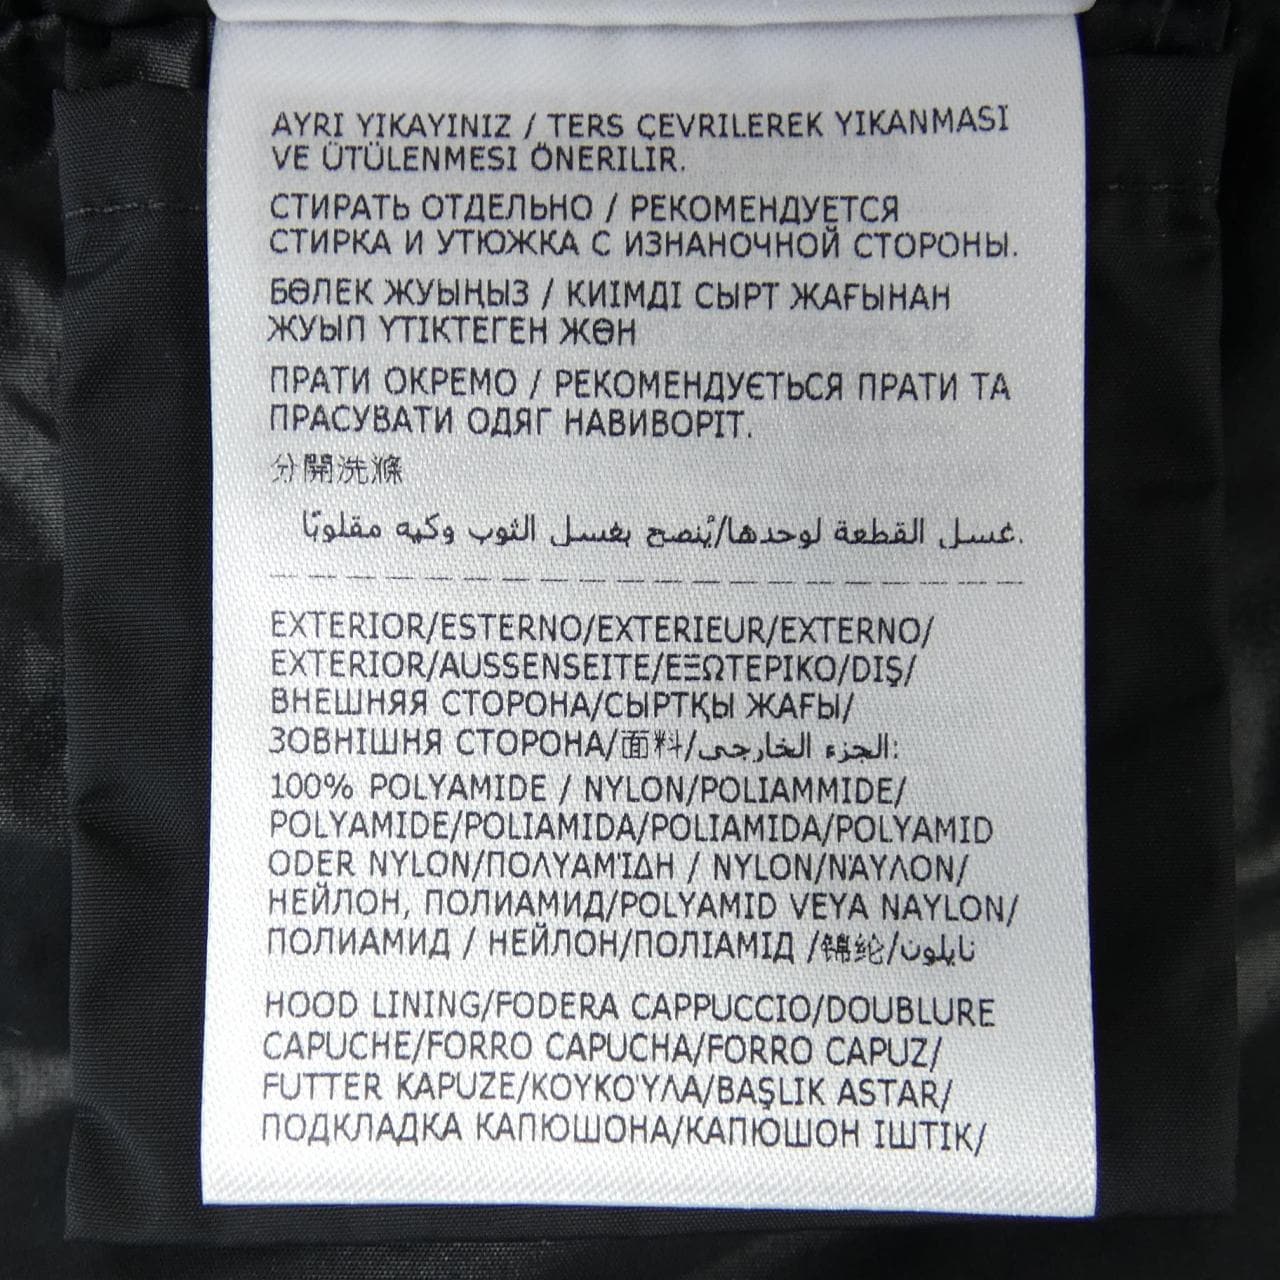 AYRI YIKAYINIZ / TERS ÇEVRILEREK YIKANMASI
VE ÜTÜLENMESI ÖNERILIR.
СТИРАТЬ ОТДЕЛЬНО / РЕКОМЕНДУЕТСЯ
СТИРКА И УТЮЖКА С ИЗНАНОЧНОЙ СТОРОНЫ.
БӨЛЕК ЖУЫҢЫЗ / КИІМДІ СЫРТ ЖАҒЫНАН
ЖУЫП ҮТІКТЕГЕН ЖӨН
ПРАТИ ОКРЕМО / РЕКОМЕНДУЄТЬСЯ ПРАТИ ТА
ПРАСУВАТИ ОДЯГ НАВИВОРІТ.
分開洗滌
غسل القطعة لوحدها/يُنصح بغسل الثوب وكيه مقلوبًا.
EXTERIOR/ESTERNO/EXTERIEUR/EXTERNO/
EXTERIOR/AUSSENSEITE/ΕΞΩΤΕΡΙΚΟ/DIŞ/
ВНЕШНЯЯ СТОРОНА/СЫРТҚЫ ЖАҒЫ/
ЗОВНІШНЯ СТОРОНА/面料/الجزء الخارجي:
100% POLYAMIDE / NYLON/POLIAMMIDE/
POLYAMIDE/POLIAMIDA/POLIAMIDA/POLYAMID
ODER NYLON/ΠΟΛΥΑΜΊΔΗ / NYLON/ΝΆΥΛΟΝ/
НЕЙЛОН, ПОЛИАМИД/POLYAMID VEYA NAYLON/
ПОЛИАМИД / НЕЙЛОН/ПОЛІАМІД /锦纶/نايلون
HOOD LINING/FODERA CAPPUCCIO/DOUBLURE
CAPUCHE/FORRO CAPUCHA/FORRO CAPUZ/
FUTTER KAPUZE/ΚΟΥΚΟΎΛΑ/BAŞLIK ASTAR/
ПОДКЛАДКА КАПЮШОНА/КАПЮШОН ІШТІК/